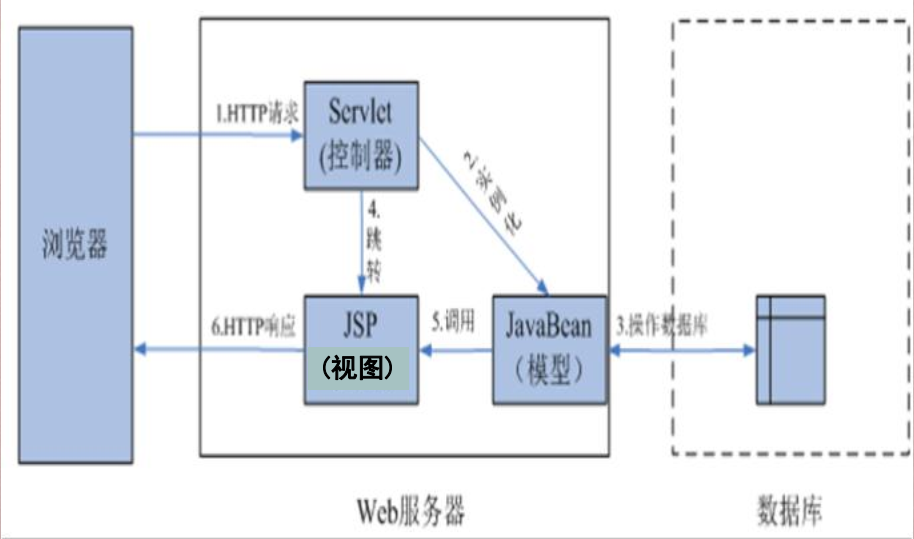 1.HTTP请求
Servlet
(控制器)
2.实例化
浏览器
4.
跳
转
6.HTTP响应
JSP
(视图)
5.调用
JavaBean
（模型）
3.操作数据库
Web服务器
数据库